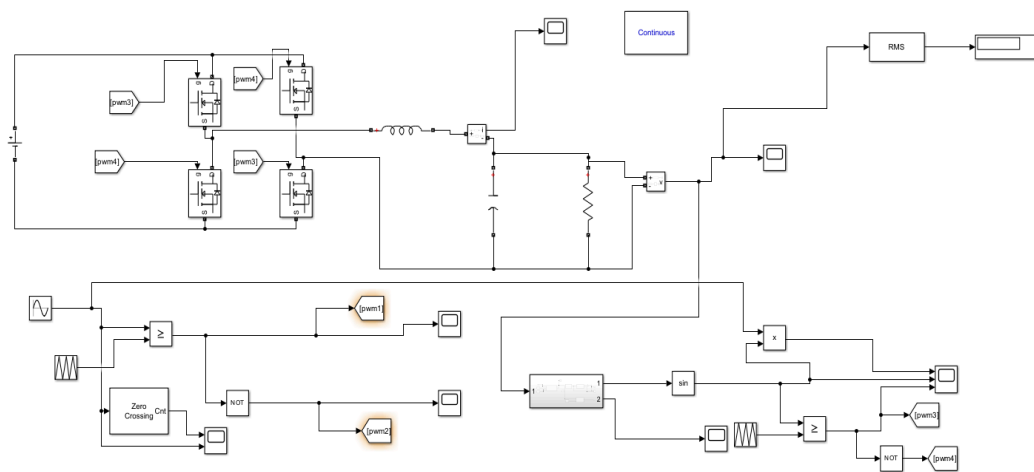 Continuous
RMS
[pwm3]
g
D
S
[pwm4]
g
D
S
+
i
-
+
-
v
[pwm4]
g
D
S
[pwm3]
g
D
S
+
[pwm1]
≥
x
Zero
Crossing
Cnt
NOT
[pwm2]
1
1
2
sin
≥
[pwm3]
NOT
[pwm4]